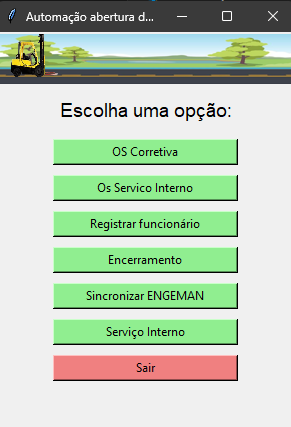 Automação abertura d...
Escolha uma opção:
OS Corretiva
Os Servico Interno
Registrar funcionário
Encerramento
Sincronizar ENGEMAN
Serviço Interno
Sair